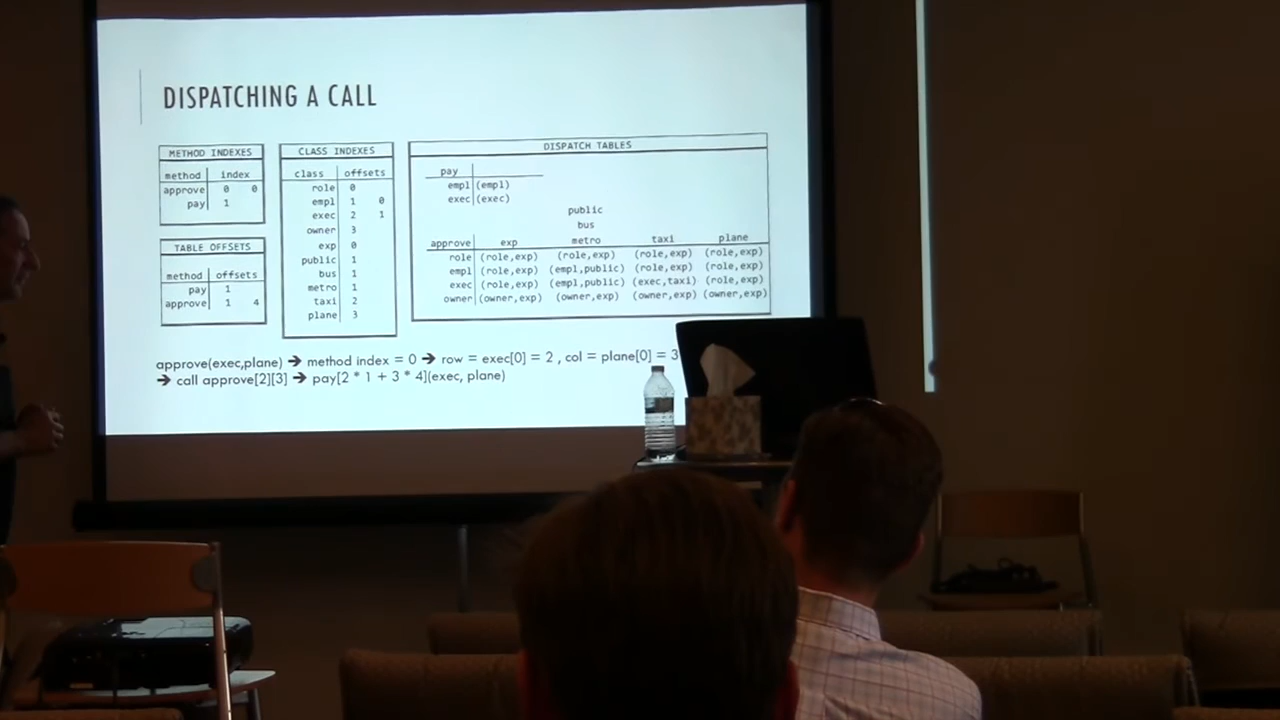 DISPATCHING A CALL
METHOD INDEXES
method index
approve 0 0
pay 1
TABLE OFFSETS
method offsets
pay 1
approve 1 4
CLASS INDEXES
class offsets
role 0
empl 1 0
exec 2 1
owner 3
exp 0
public 1
bus 1
metro 1
taxi 2
plane 3
DISPATCH TABLES
pay
empl (empl)
exec (exec)
public
bus
approve exp metro taxi plane
role (role,exp) (role,exp) (role,exp) (role,exp)
empl (role,exp) (empl,public) (role,exp) (role,exp)
exec (role,exp) (empl,public) (exec,taxi) (role,exp)
owner (owner,exp) (owner,exp) (owner,exp) (owner,exp)
approve(exec,plane) ➔ method index = 0 ➔ row = exec[0] = 2 , col = plane[0] = 3
➔ call approve[2][3] ➔ pay[2 * 1 + 3 * 4](exec, plane)